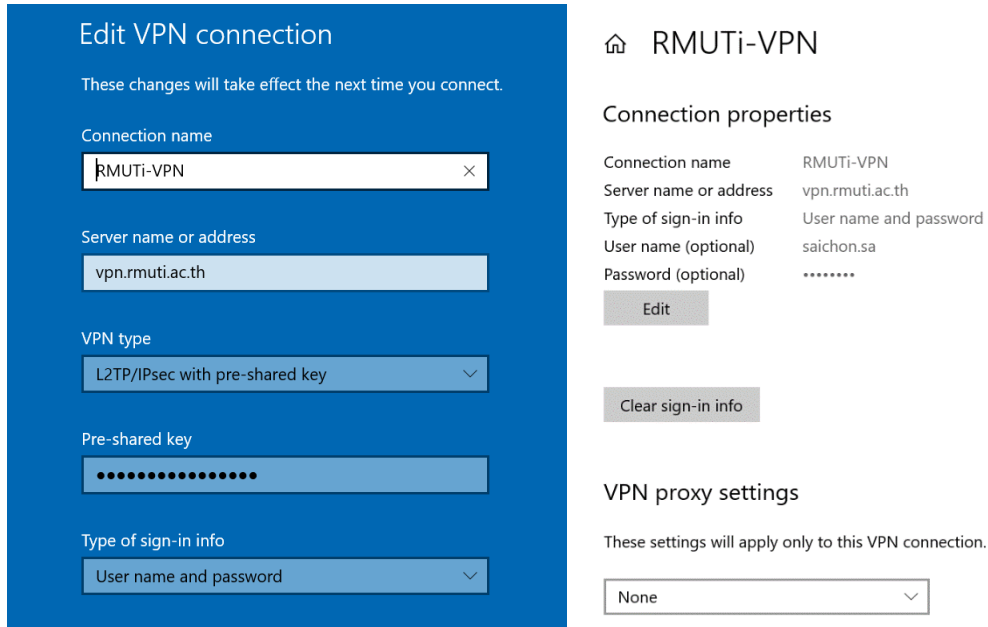 Edit VPN connection
These changes will take effect the next time you connect.
Connection name
RMUTi-VPN
Server name or address
vpn.rmuti.ac.th
VPN type
L2TP/IPsec with pre-shared key
Pre-shared key
••••••••••••••••
Type of sign-in info
User name and password
RMUTi-VPN
Connection properties
Connection name RMUTi-VPN
Server name or address vpn.rmuti.ac.th
Type of sign-in info User name and password
User name (optional) saichon.sa
Password (optional) ••••••••
Edit
Clear sign-in info
VPN proxy settings
These settings will apply only to this VPN connection.
None